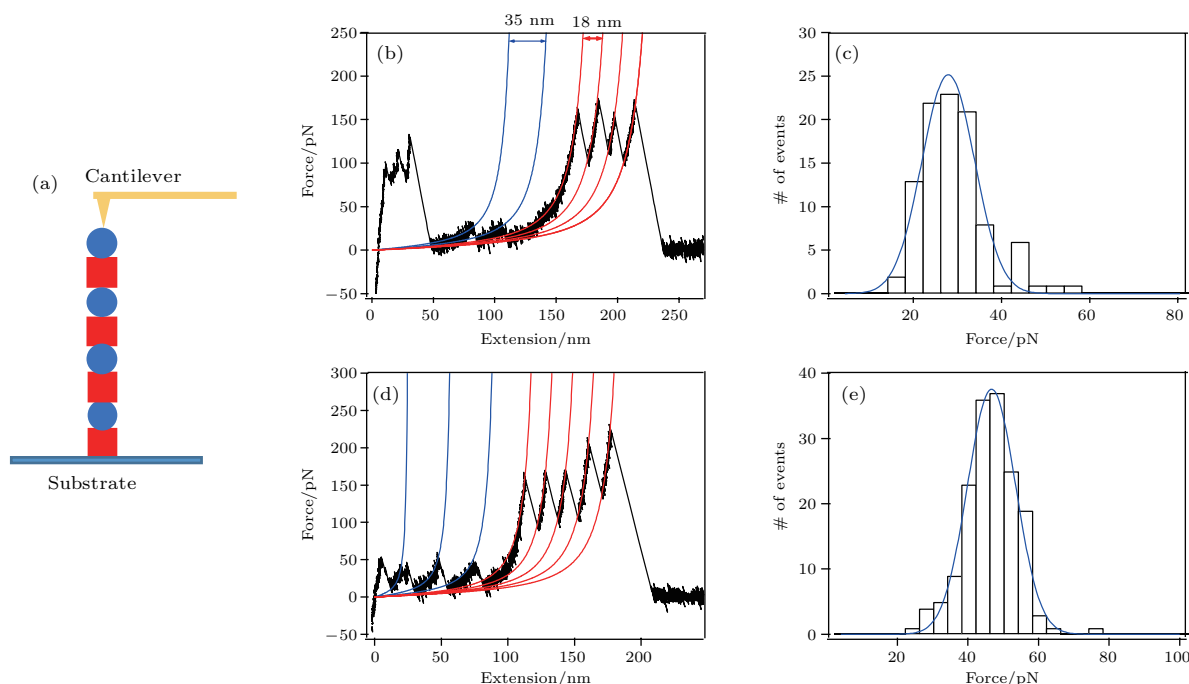 (a)
Cantilever
Substrate
35 nm 18 nm
(b)
250
200
150
100
50
0
−50
Force/pN
0 50 100 150 200 250
Extension/nm
(c)
30
25
20
15
10
5
0
# of events
20 40 60 80
Force/pN
(d)
300
250
200
150
100
50
0
−50
Force/pN
0 50 100 150 200
Extension/nm
(e)
40
30
20
10
0
# of events
20 40 60 80 100
Force/pN